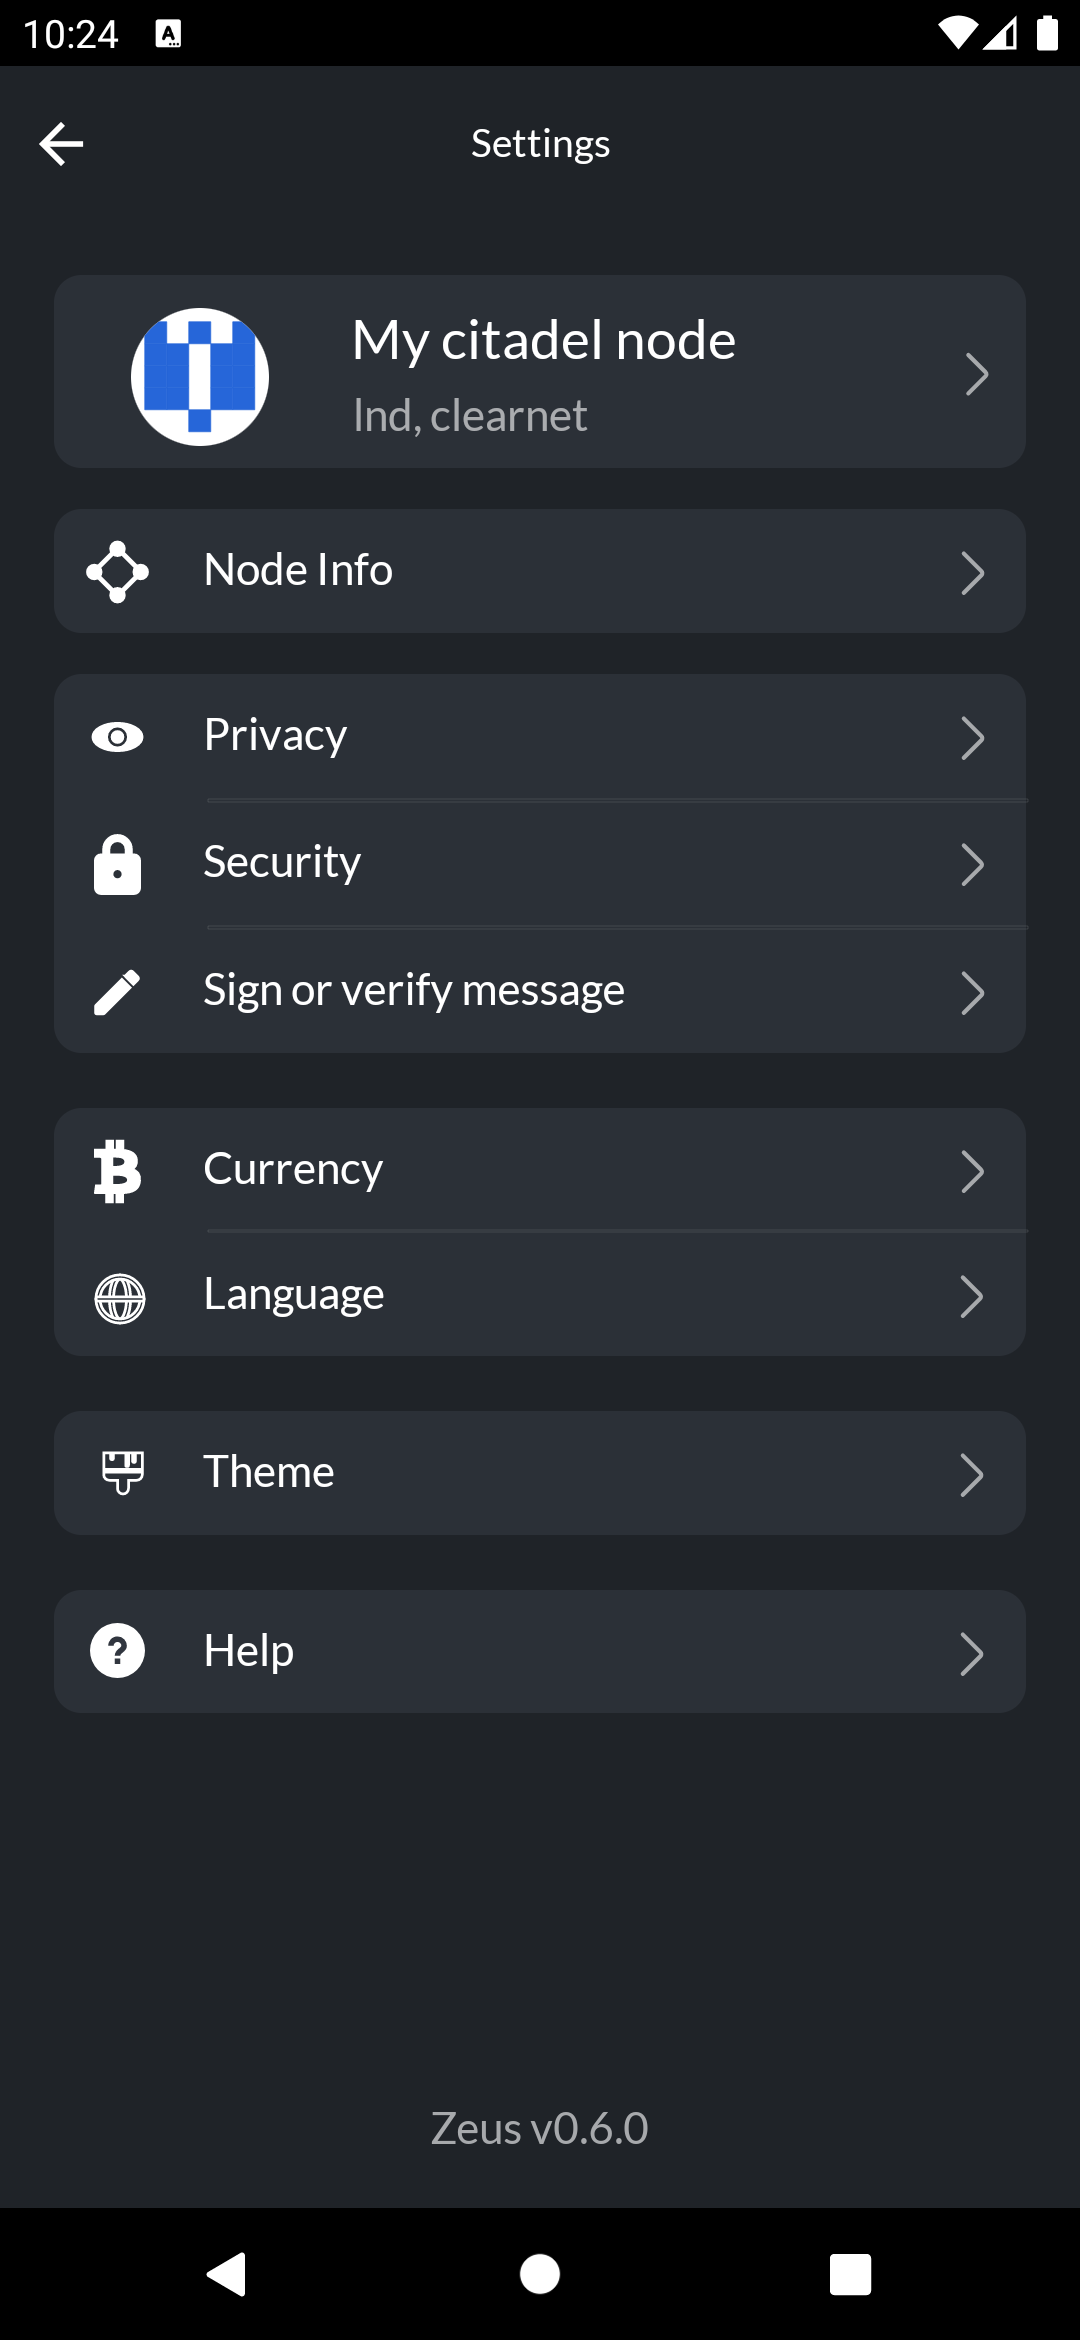 10:24
Settings
My citadel node
lnd, clearnet
Node Info
Privacy
Security
Sign or verify message
Currency
Language
Theme
Help
Zeus v0.6.0